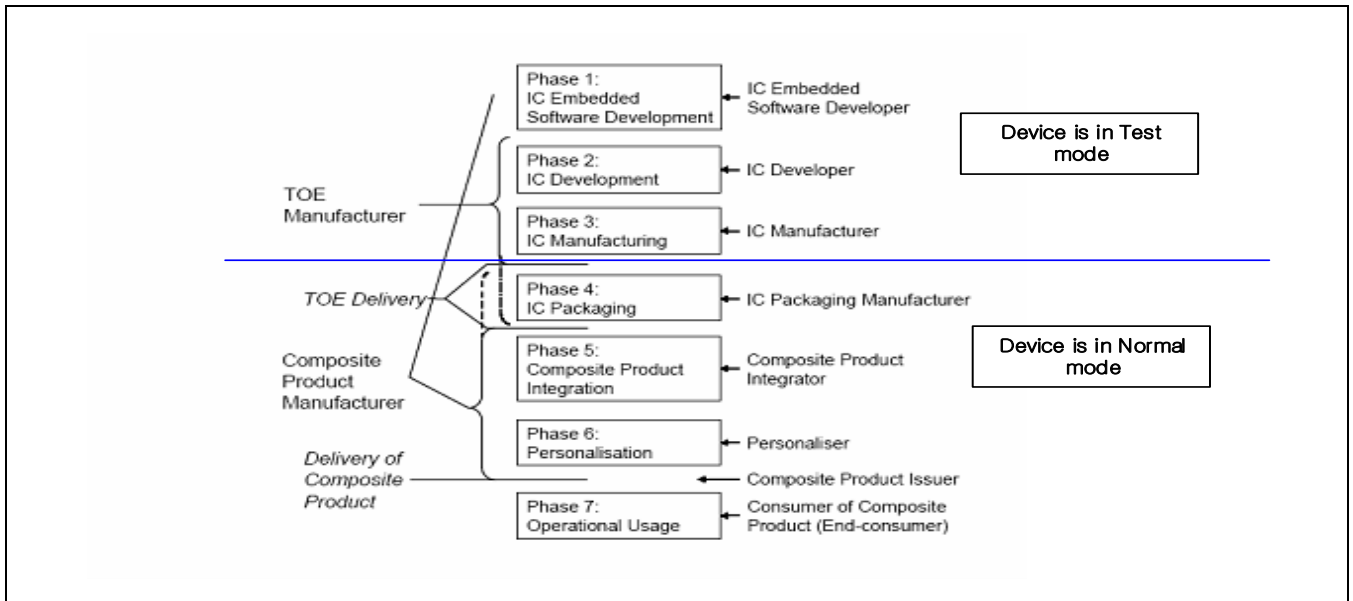 Phase 1:
IC Embedded
Software Development
IC Embedded
Software Developer
Device is in Test
mode
Phase 2:
IC Development
IC Developer
TOE
Manufacturer
Phase 3:
IC Manufacturing
IC Manufacturer
TOE Delivery
Phase 4:
IC Packaging
IC Packaging Manufacturer
Device is in Normal
mode
Composite
Product
Manufacturer
Phase 5:
Composite Product
Integration
Composite Product
Integrator
Phase 6:
Personalisation
Personaliser
Delivery of
Composite
Product
Composite Product Issuer
Phase 7:
Operational Usage
Consumer of Composite
Product (End-consumer)